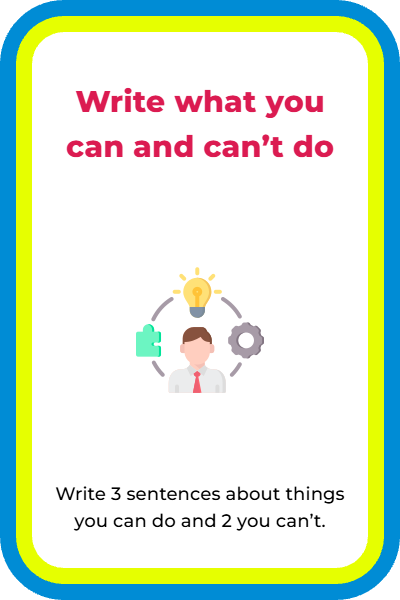 Write what you
can and can’t do
Write 3 sentences about things
you can do and 2 you can’t.